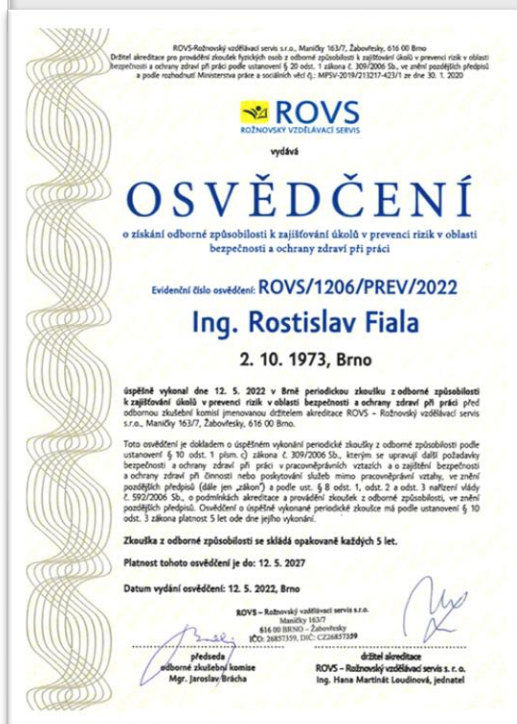 ROVS-Rožnovský vzdělávací servis s.r.o., Maničky 163/7, Žabovřesky, 616 00 Brno
Držitel akreditace pro provádění zkoušek fyzických osob z odborné způsobilosti k zajišťování úkolů v prevenci rizik v oblasti
bezpečnosti a ochrany zdraví při práci podle ustanovení § 20 odst. 1 zákona č. 309/2006 Sb., ve znění pozdějších předpisů
a podle rozhodnutí Ministerstva práce a sociálních věcí č.: MPSV-2019/213217-423/1 ze dne 30. 1. 2020
ROVS
ROŽNOVSKÝ VZDĚLÁVACÍ SERVIS
vydává
OSVĚDČENÍ
o získání odborné způsobilosti k zajišťování úkolů v prevenci rizik v oblasti
bezpečnosti a ochrany zdraví při práci
Evidenční číslo osvědčení: ROVS/1206/PREV/2022
Ing. Rostislav Fiala
2. 10. 1973, Brno
úspěšně vykonal dne 12. 5. 2022 v Brně periodickou zkoušku z odborné způsobilosti
k zajišťování úkolů v prevenci rizik v oblasti bezpečnosti a ochrany zdraví při práci před
odbornou zkušební komisí jmenovanou držitelem akreditace ROVS – Rožnovský vzdělávací servis
s.r.o., Maničky 163/7, Žabovřesky, 616 00 Brno.
Toto osvědčení je dokladem o úspěšném vykonání periodické zkoušky z odborné způsobilosti podle
ustanovení § 10 odst. 1 písm. c) zákona č. 309/2006 Sb., kterým se upravují další požadavky
bezpečnosti a ochrany zdraví při práci v pracovněprávních vztazích a o zajištění bezpečnosti
a ochrany zdraví při činnosti nebo poskytování služeb mimo pracovněprávní vztahy, ve znění
pozdějších předpisů (dále jen „zákon") a podle ust. § 8 odst. 1, odst. 2 a odst. 3 nařízení vlády
č. 592/2006 Sb., o podmínkách akreditace a provádění zkoušek z odborné způsobilosti, ve znění
pozdějších předpisů. Osvědčení o úspěšně vykonané periodické zkoušce má podle ustanovení § 10
odst. 3 zákona platnost 5 let ode dne jejího vykonání.
Zkouška z odborné způsobilosti se skládá opakovaně každých 5 let.
Platnost tohoto osvědčení je do: 12. 5. 2027
Datum vydání osvědčení: 12. 5. 2022, Brno
ROVS – Rožnovský vzdělávací servis s.r.o.
Maničky 163/7
616 00 BRNO – Žabovřesky
IČO: 26857359, DIČ: CZ26857359
předseda
odborné zkušební komise
Mgr. Jaroslav Brácha
držitel akreditace
ROVS – Rožnovský vzdělávací servis s. r. o.
Ing. Hana Martinát Loudinová, jednatel